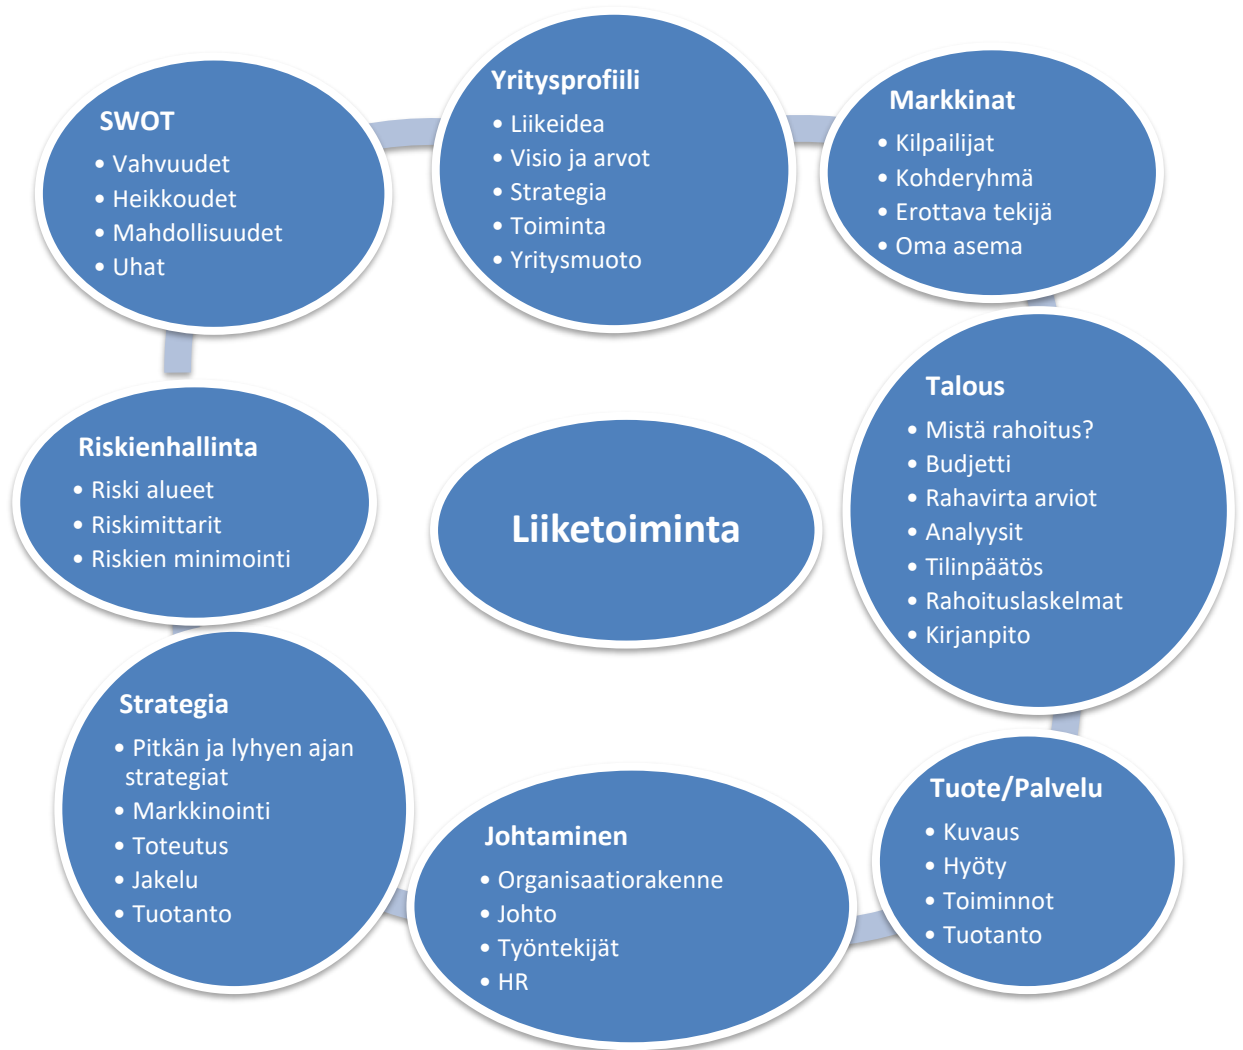 Yritysprofiili
• Liikeidea
• Visio ja arvot
• Strategia
• Toiminta
• Yritysmuoto
Markkinat
• Kilpailijat
• Kohderyhmä
• Erottava tekijä
• Oma asema
Talous
• Mistä rahoitus?
• Budjetti
• Rahavirta arviot
• Analyysit
• Tilinpäätös
• Rahoituslaskelmat
• Kirjanpito
Tuote/Palvelu
• Kuvaus
• Hyöty
• Toiminnot
• Tuotanto
Johtaminen
• Organisaatiorakenne
• Johto
• Työntekijät
• HR
Strategia
• Pitkän ja lyhyen ajan
strategiat
• Markkinointi
• Toteutus
• Jakelu
• Tuotanto
Riskienhallinta
• Riski alueet
• Riskimittarit
• Riskien minimointi
SWOT
• Vahvuudet
• Heikkoudet
• Mahdollisuudet
• Uhat
Liiketoiminta